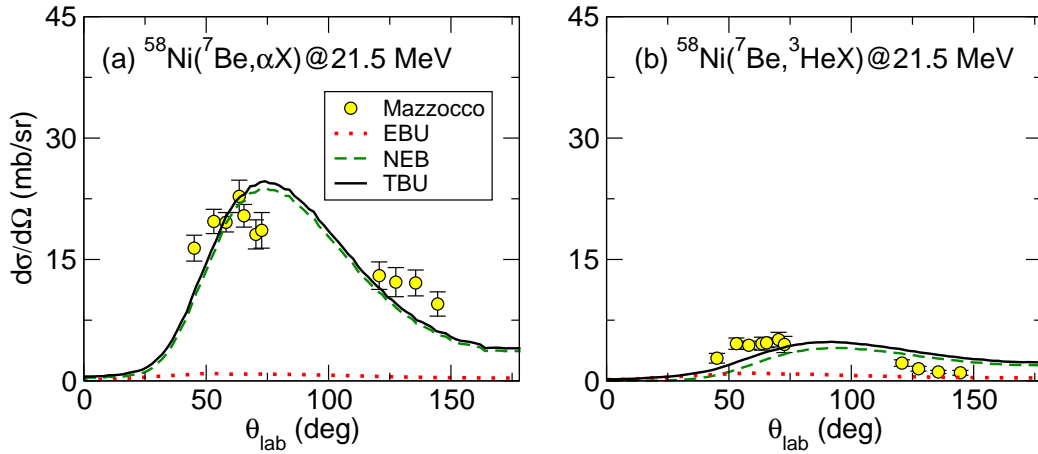 45
30
15
0
dσ/dΩ (mb/sr)
(a) ⁵⁸Ni(⁷Be,αX)@21.5 MeV
Mazzocco
EBU
NEB
TBU
0 50 100 150
θlab (deg)
45
30
15
0
(b) ⁵⁸Ni(⁷Be,³HeX)@21.5 MeV
0 50 100 150
θlab (deg)